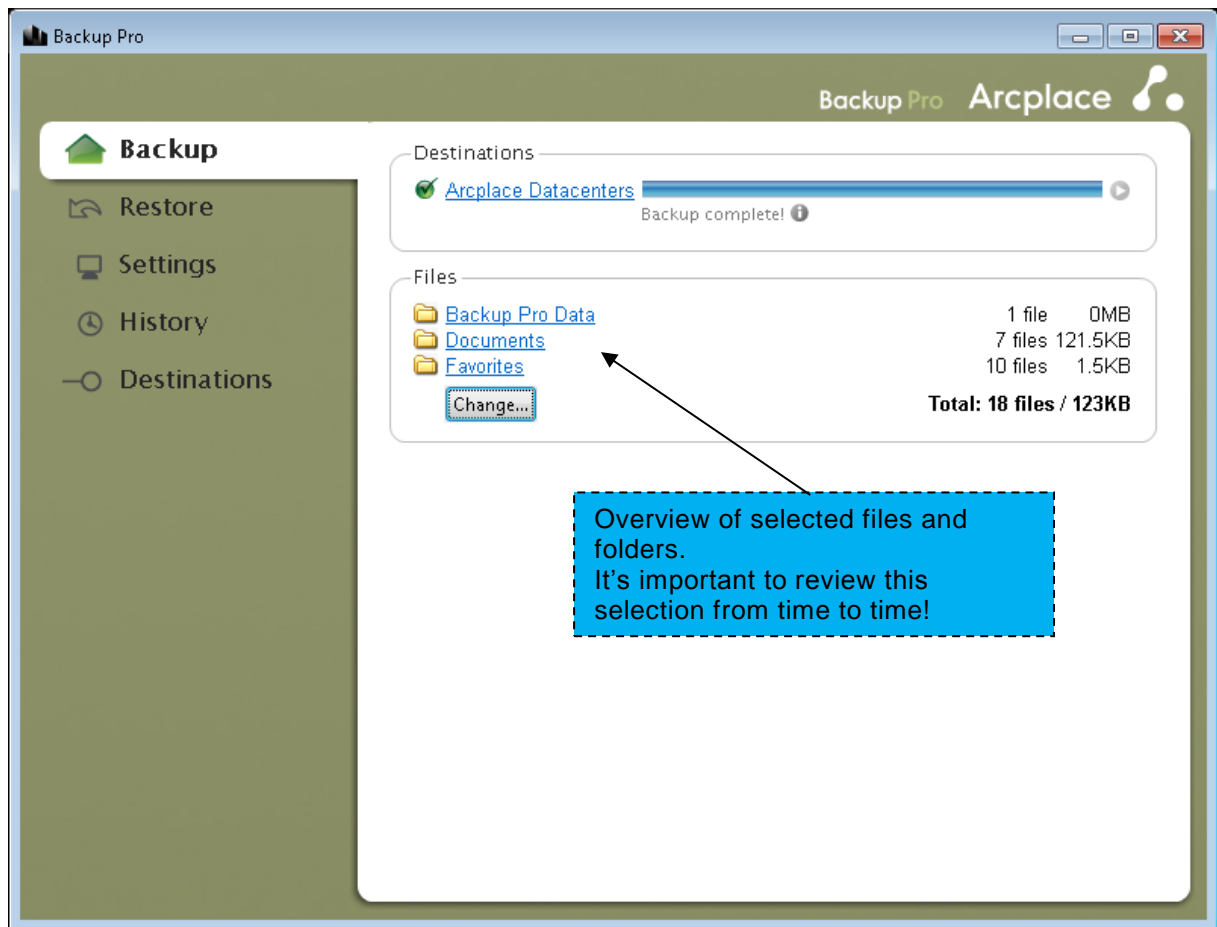 Backup Pro
Backup Pro Arcplace
Backup
Restore
Settings
History
Destinations
Destinations
Arcplace Datacenters
Backup complete!
Files
Backup Pro Data 1 file 0MB
Documents 7 files 121.5KB
Favorites 10 files 1.5KB
Change... Total: 18 files / 123KB
Overview of selected files and
folders.
It’s important to review this
selection from time to time!